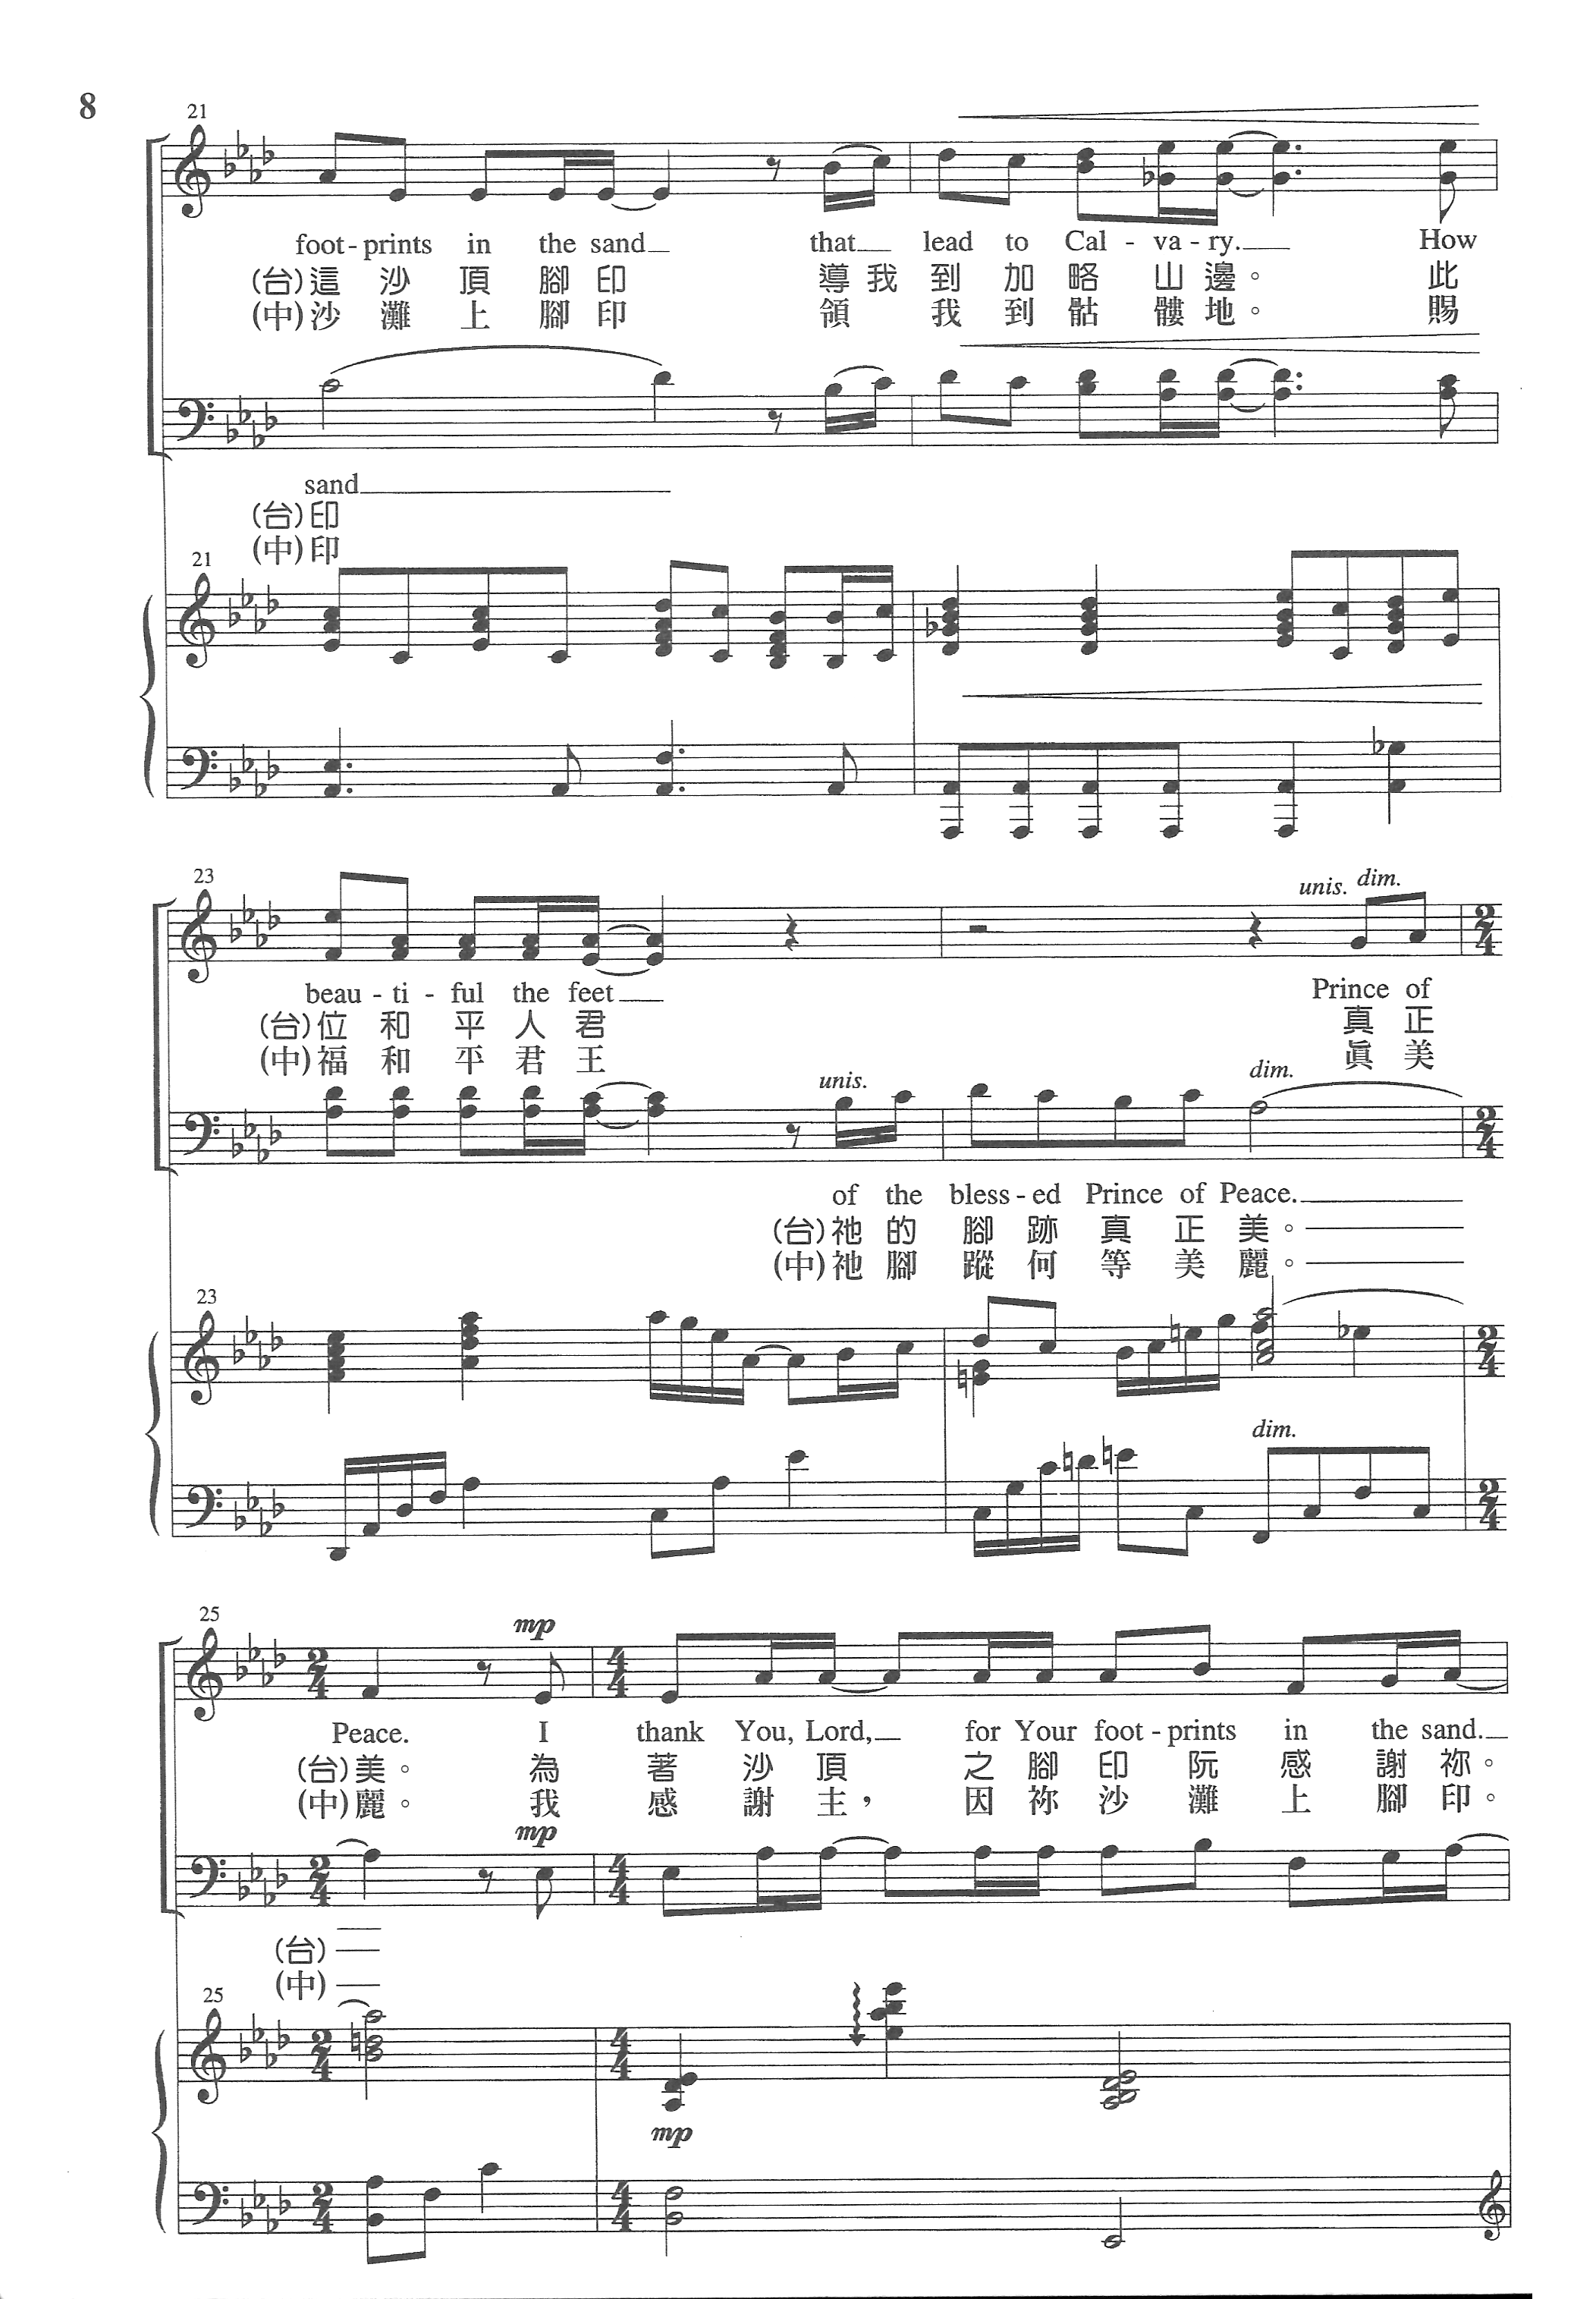 8
21
foot-prints in the sand that lead to Cal - va - ry. How
(台)這沙頂腳印 導我到加略山邊。 此
(中)沙灘上腳印 領我到骷髏地。 賜
sand
(台)印
(中)印
21
23
unis. dim.
beau - ti - ful the feet Prince of
(台)位和平人君 真正
(中)福和平君王 眞美
unis. dim.
of the bless - ed Prince of Peace.
(台)祂的腳跡真正美。
(中)祂腳蹤何等美麗。
23
dim.
2/4
25
mp
2/4 4/4
Peace. I thank You, Lord, for Your foot - prints in the sand.
(台)美。 為著沙頂之腳印阮感謝祢。
(中)麗。 我感謝主，因祢沙灘上腳印。
mp
(台)
(中)
25
mp